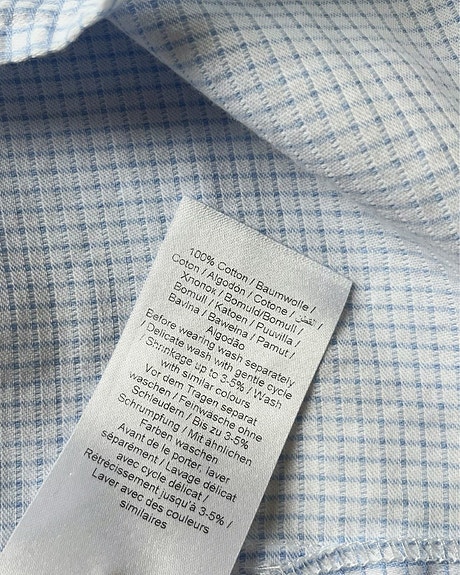 100% Cotton / Baumwolle /
Coton / Algodón / Cotone / القطن /
Xnonok / Bomuld/Bomull /
Bomull / Katoen / Puuvilla /
Bavlna / Bawelna / Pamut /
Algodão
Before wearing wash separately
/ Delicate wash with gentle cycle
/ Shrinkage up to 3-5% / Wash
with similar colours
Vor dem Tragen separat
waschen / Feinwäsche ohne
Schleudern / Bis zu 3-5%
Schrumpfung / Mit ähnlichen
Farben waschen
Avant de le porter, laver
séparément / Lavage délicat
avec cycle délicat /
Rétrécissement jusqu'à 3-5% /
Laver avec des couleurs
similaires